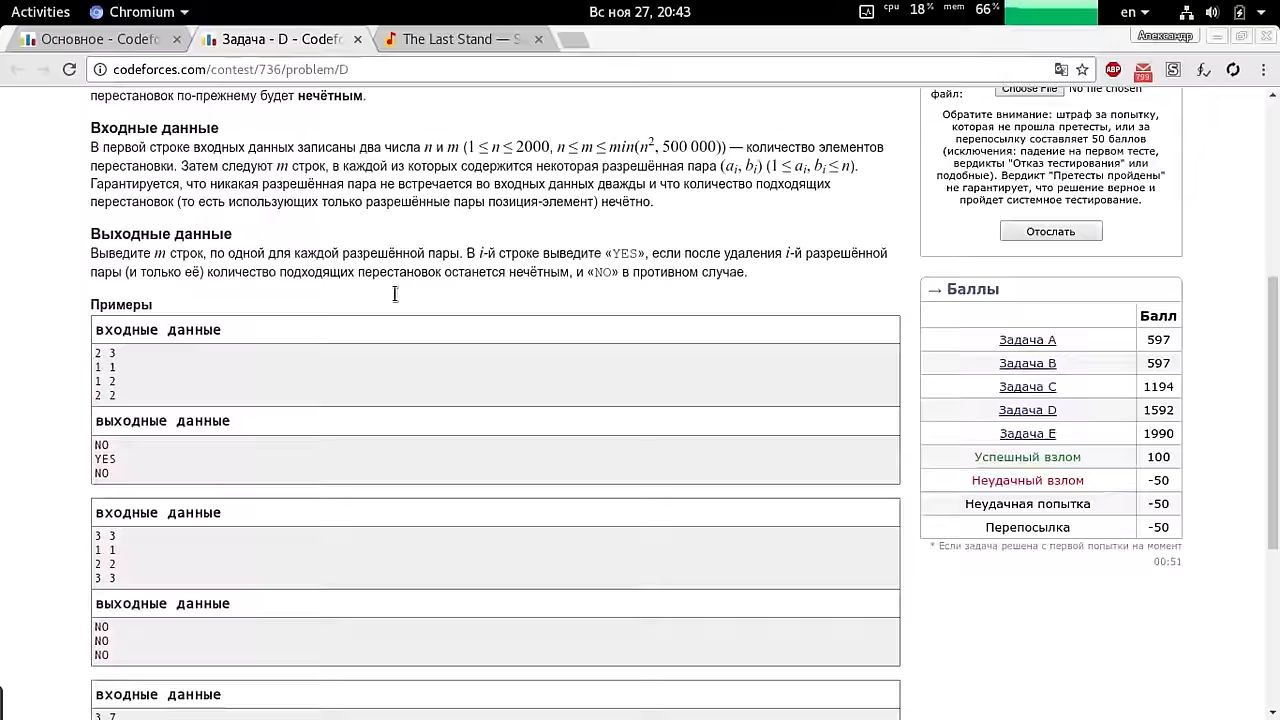 Activities Chromium Вс ноя 27, 20:43 cpu 18% mem 66% en
Основное - Codefo × Задача - D - Codefo × The Last Stand — S ×
Александр
codeforces.com/contest/736/problem/D
ABP 799 S
перестановок по-прежнему будет нечётным.
Входные данные
В первой строке входных данных записаны два числа n и m (1 ≤ n ≤ 2000, n ≤ m ≤ min(n², 500 000)) — количество элементов
перестановки. Затем следуют m строк, в каждой из которых содержится некоторая разрешённая пара (aᵢ, bᵢ) (1 ≤ aᵢ, bᵢ ≤ n).
Гарантируется, что никакая разрешённая пара не встречается во входных данных дважды и что количество подходящих
перестановок (то есть использующих только разрешённые пары позиция-элемент) нечётно.
Выходные данные
Выведите m строк, по одной для каждой разрешённой пары. В i-й строке выведите «YES», если после удаления i-й разрешённой
пары (и только её) количество подходящих перестановок останется нечётным, и «NO» в противном случае.
Примеры
входные данные
2 3
1 1
1 2
2 2
выходные данные
NO
YES
NO
входные данные
3 3
1 1
2 2
3 3
выходные данные
NO
NO
NO
входные данные
3 7
файл: Choose File No file chosen
Обратите внимание: штраф за попытку,
которая не прошла претесты, или за
перепосылку составляет 50 баллов
(исключения: падение на первом тесте,
вердикты "Отказ тестирования" или
подобные). Вердикт "Претесты пройдены"
не гарантирует, что решение верное и
пройдет системное тестирование.
Отослать
→ Баллы
Балл
Задача A 597
Задача B 597
Задача C 1194
Задача D 1592
Задача E 1990
Успешный взлом 100
Неудачный взлом -50
Неудачная попытка -50
Перепосылка -50
* Если задача решена с первой попытки на момент
00:51